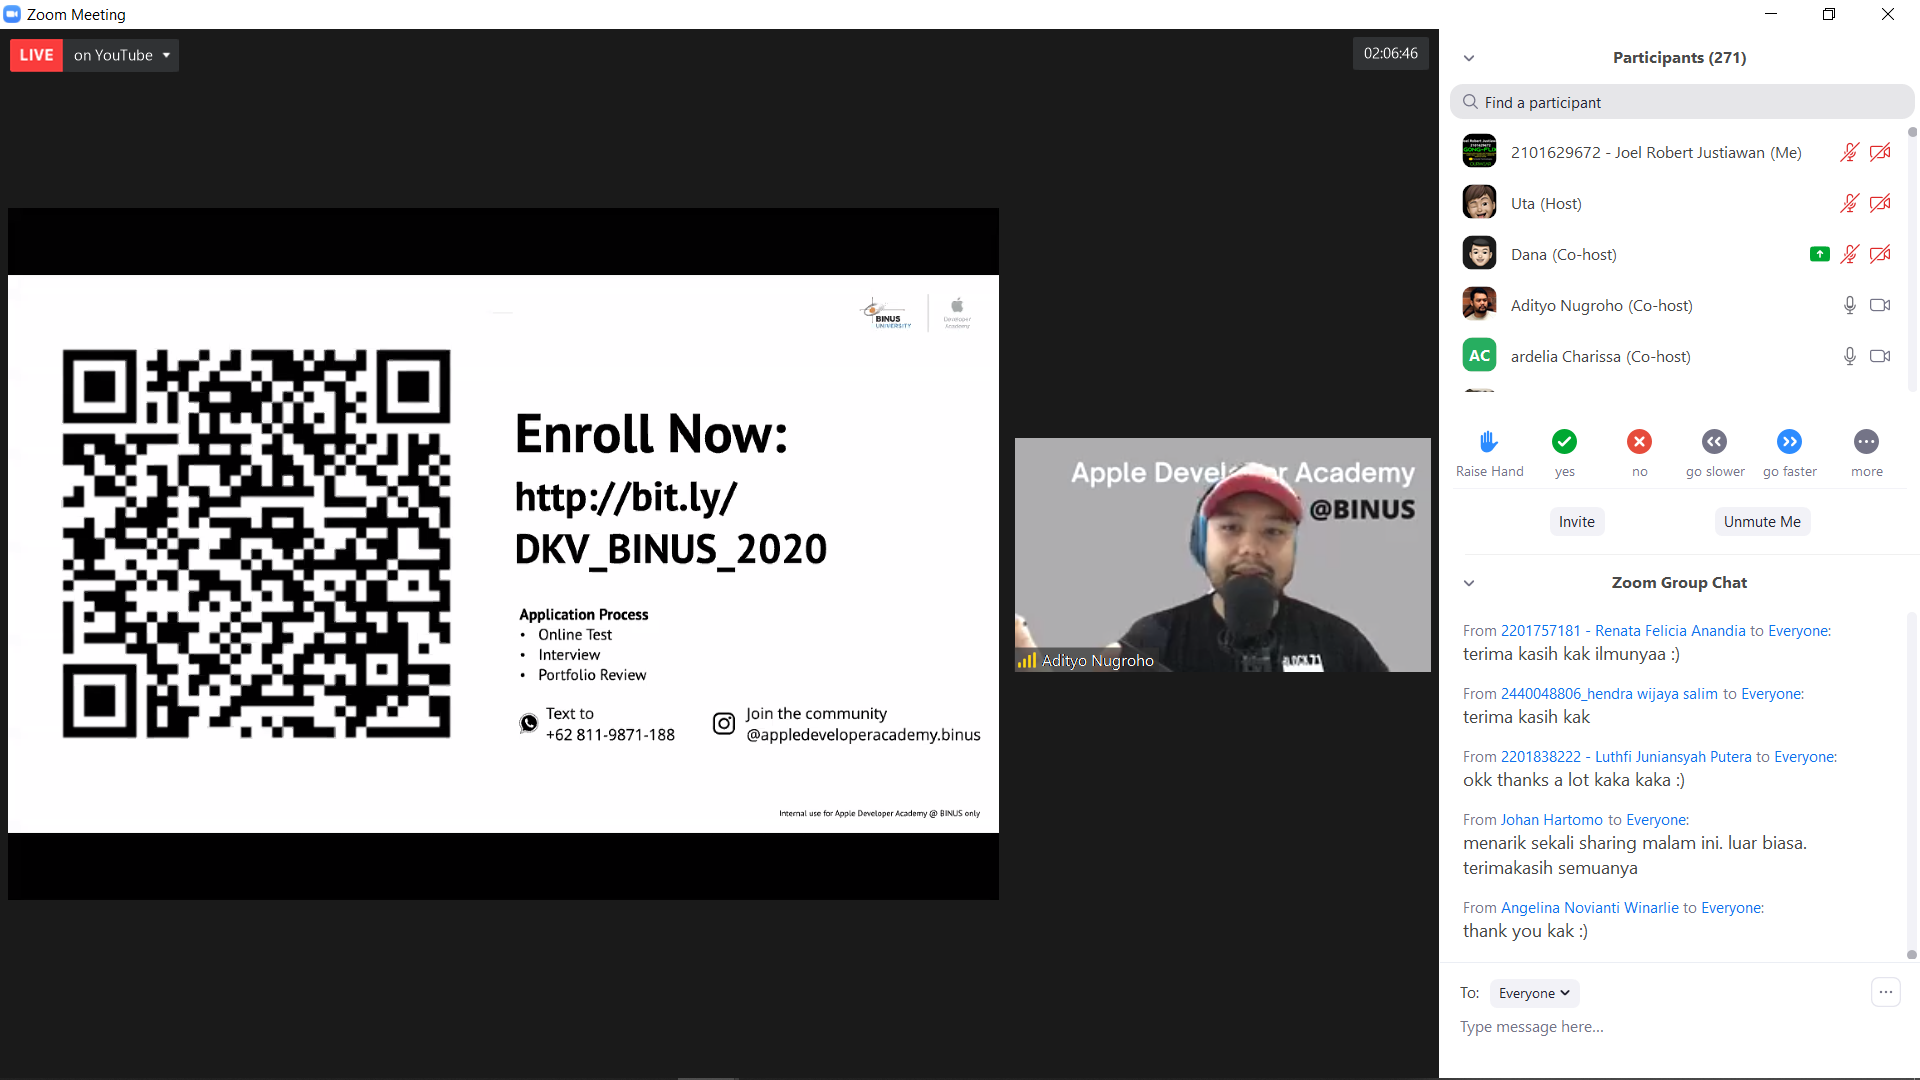 Zoom Meeting
LIVE on YouTube
02:06:46
BINUS
UNIVERSITY
Developer
Academy
Enroll Now:
http://bit.ly/
DKV_BINUS_2020
Application Process
• Online Test
• Interview
• Portfolio Review
Text to
+62 811-9871-188
Join the community
@appledeveloperacademy.binus
Internal use for Apple Developer Academy @ BINUS only
Apple Developer Academy
@BINUS
BLOCK71
Adityo Nugroho
Participants (271)
Find a participant
2101629672 - Joel Robert Justiawan (Me)
Uta (Host)
Dana (Co-host)
Adityo Nugroho (Co-host)
AC ardelia Charissa (Co-host)
Raise Hand yes no go slower go faster more
Invite Unmute Me
Zoom Group Chat
From 2201757181 - Renata Felicia Anandia to Everyone:
terima kasih kak ilmunyaa :)
From 2440048806_hendra wijaya salim to Everyone:
terima kasih kak
From 2201838222 - Luthfi Juniansyah Putera to Everyone:
okk thanks a lot kaka kaka :)
From Johan Hartomo to Everyone:
menarik sekali sharing malam ini. luar biasa.
terimakasih semuanya
From Angelina Novianti Winarlie to Everyone:
thank you kak :)
To: Everyone
Type message here...